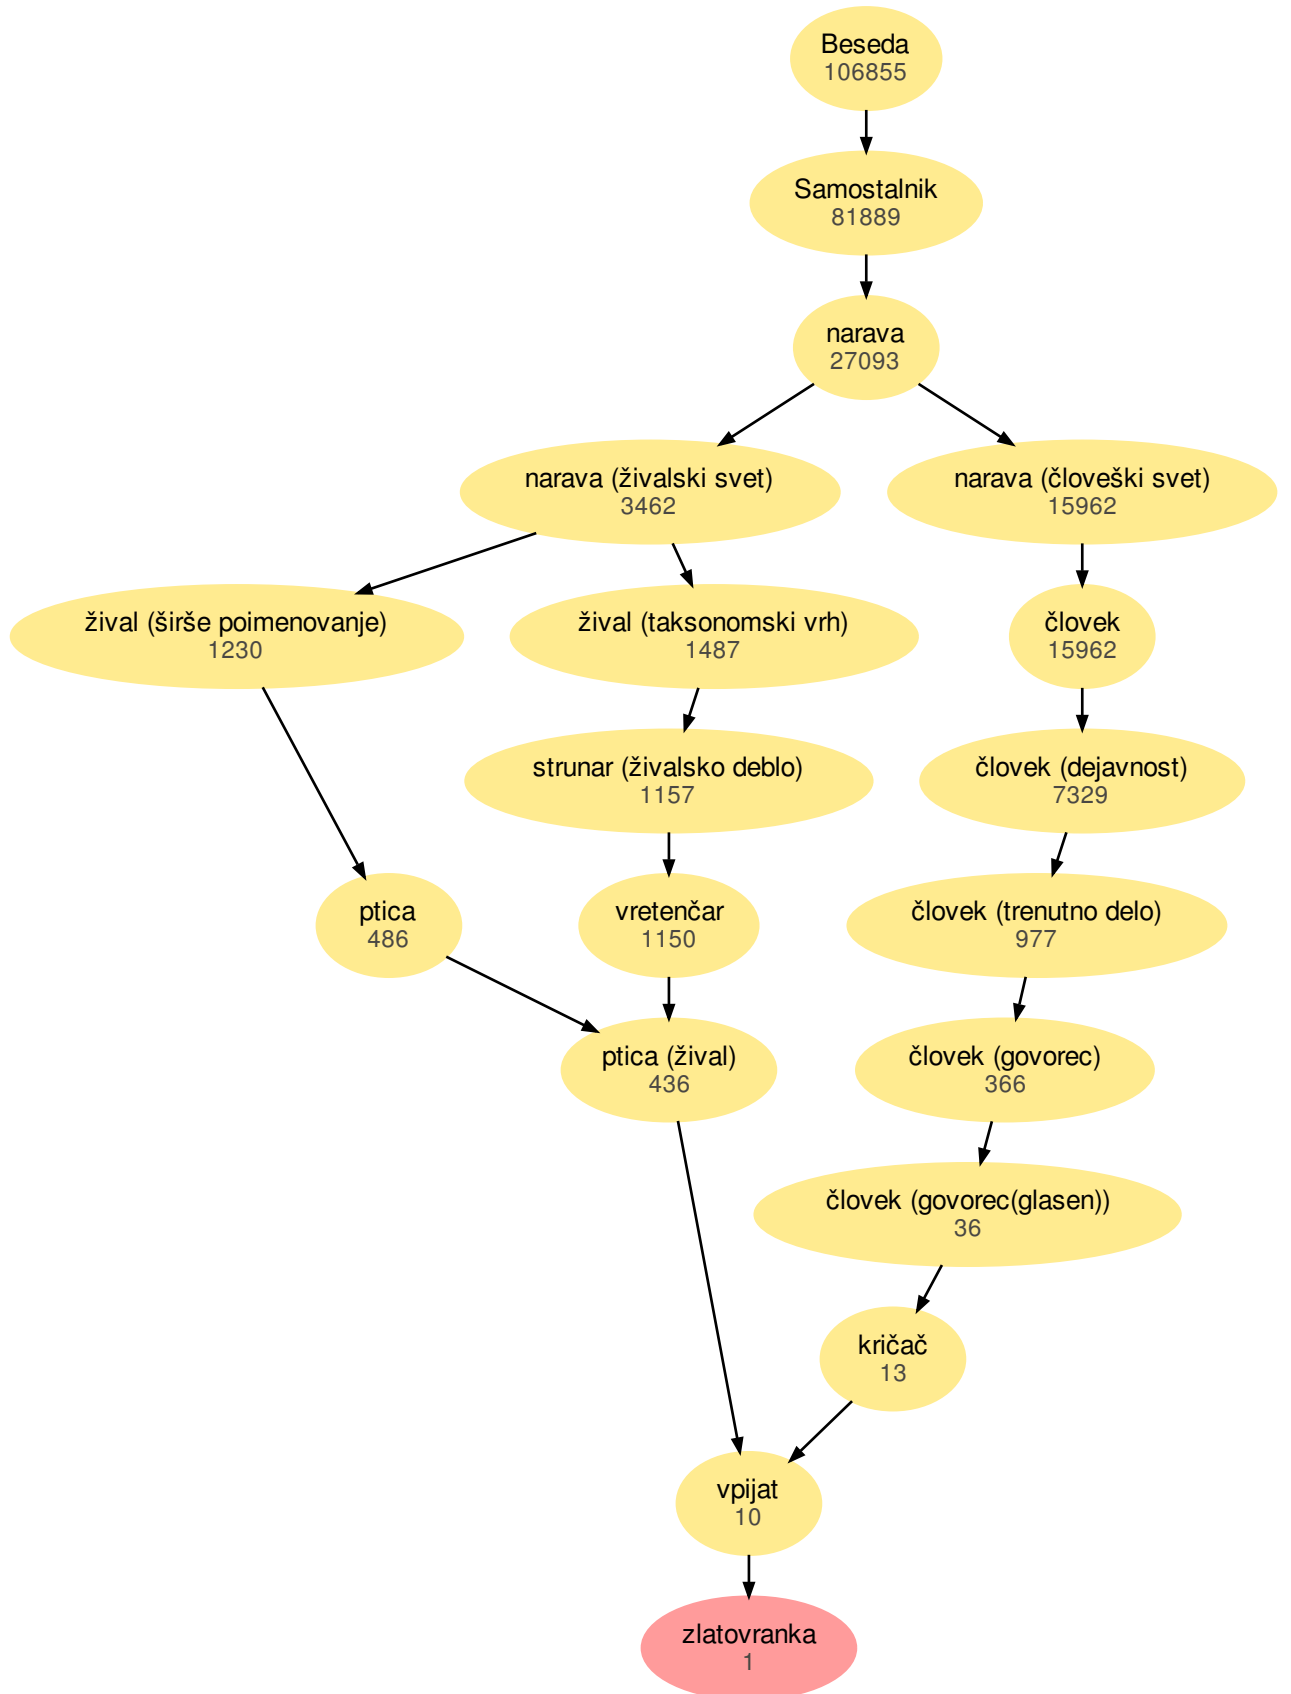 Beseda
106855
Samostalnik
81889
narava
27093
narava (živalski svet)
3462
narava (človeški svet)
15962
žival (širše poimenovanje)
1230
žival (taksonomski vrh)
1487
človek
15962
strunar (živalsko deblo)
1157
človek (dejavnost)
7329
ptica
486
vretenčar
1150
človek (trenutno delo)
977
ptica (žival)
436
človek (govorec)
366
človek (govorec(glasen))
36
kričač
13
vpijat
10
zlatovranka
1